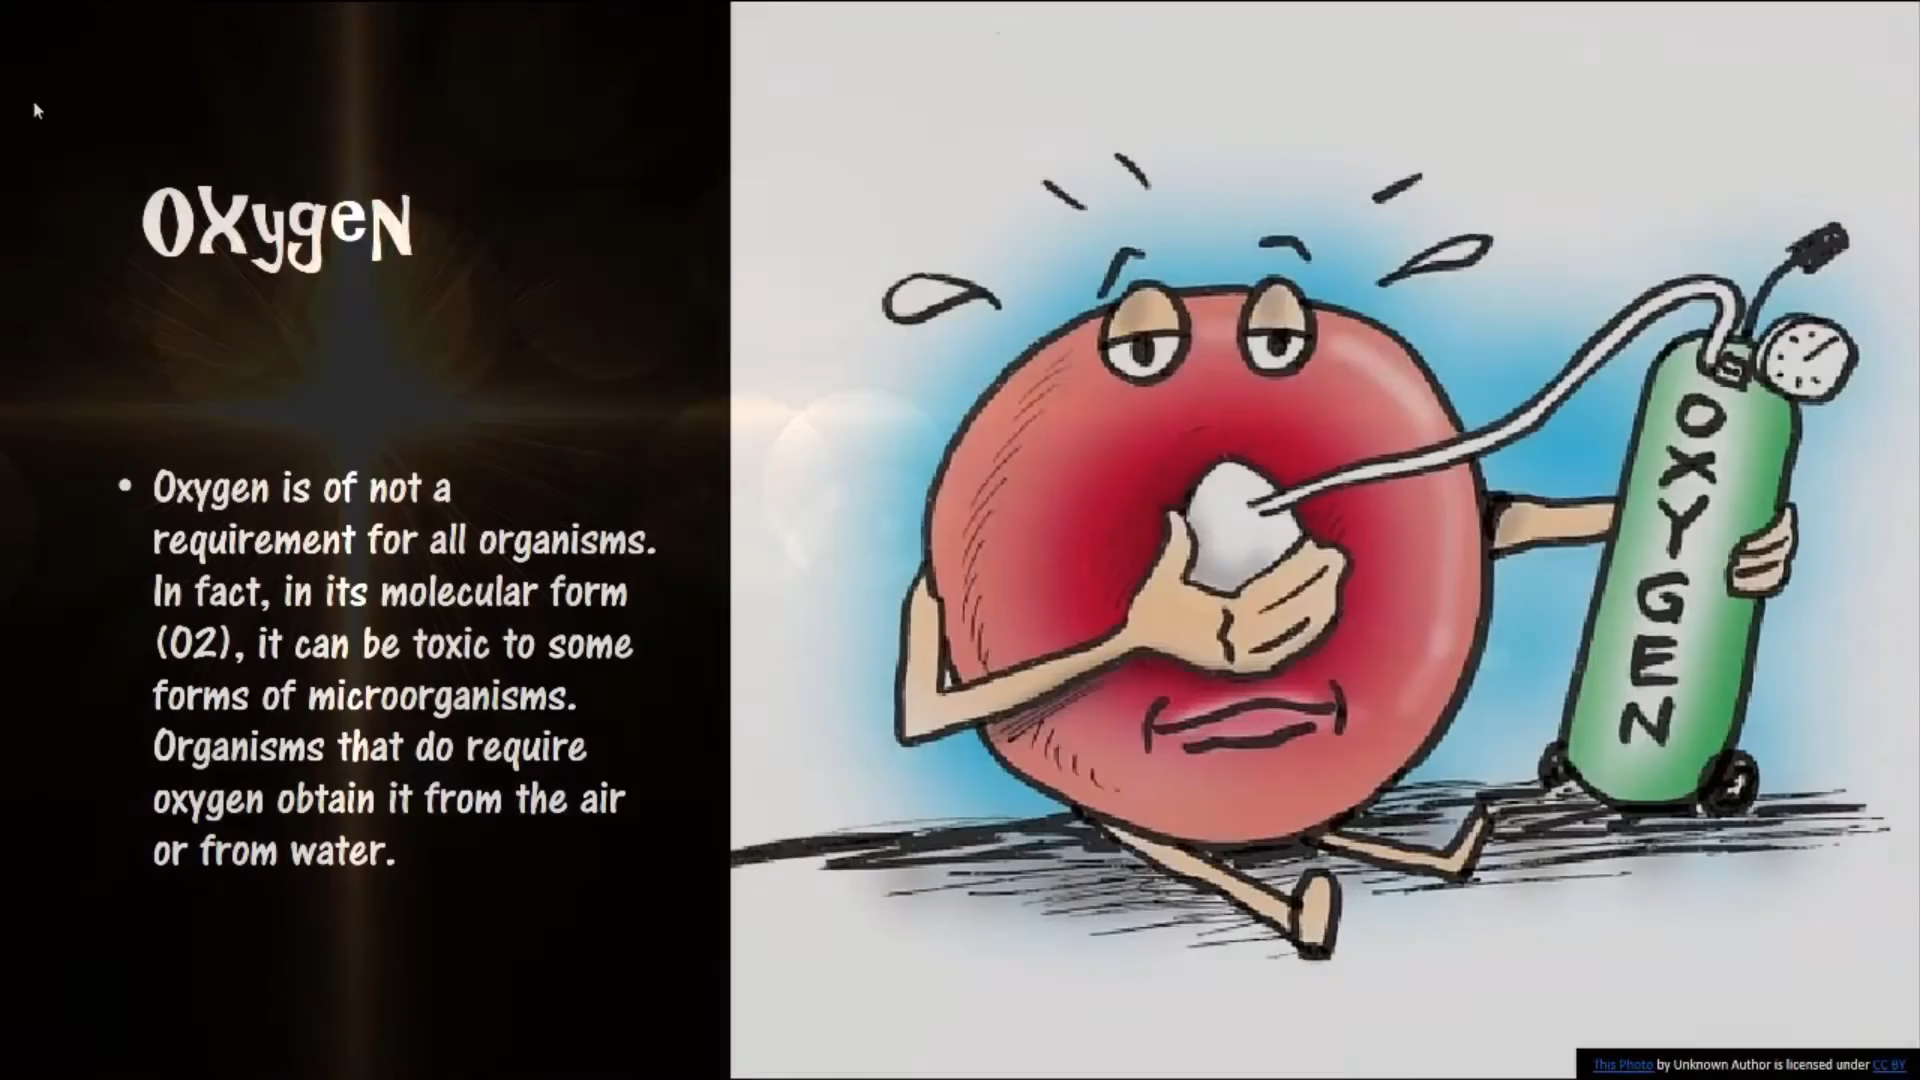 OXygeN
• Oxygen is of not a
requirement for all organisms.
In fact, in its molecular form
(O2), it can be toxic to some
forms of microorganisms.
Organisms that do require
oxygen obtain it from the air
or from water.
OXYGEN
This Photo by Unknown Author is licensed under CC BY